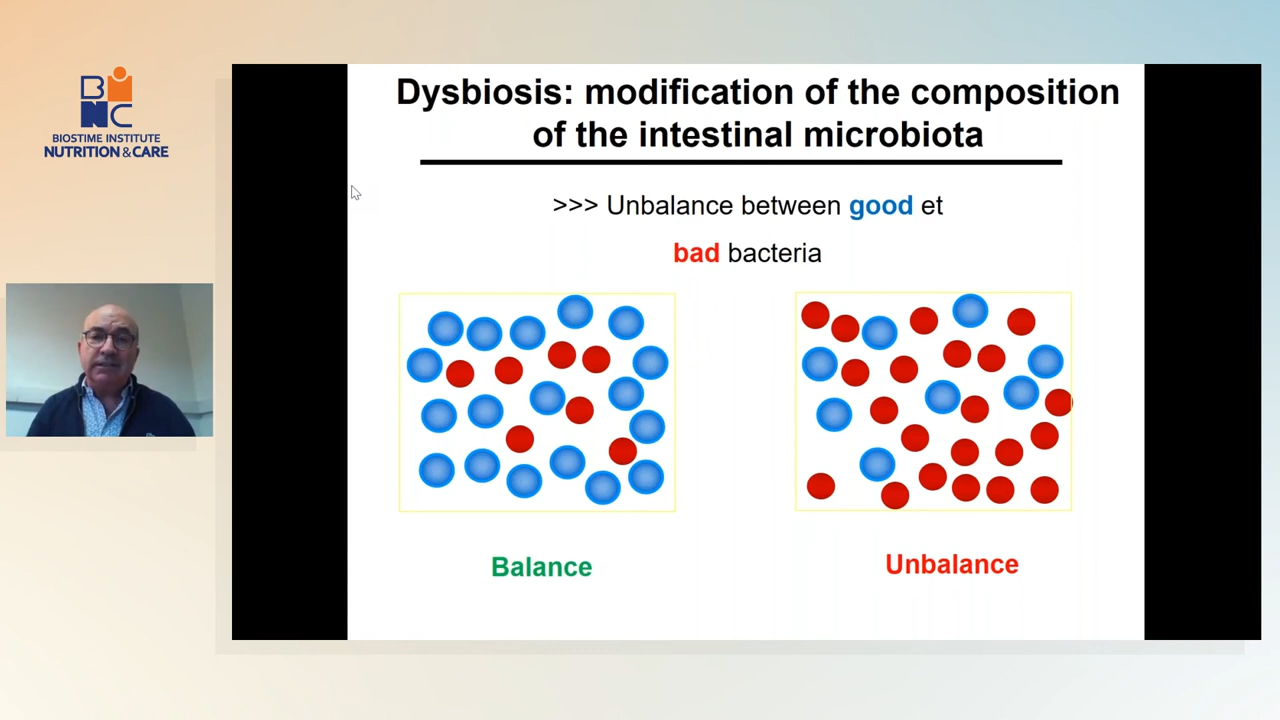 BINC
BIOSTIME INSTITUTE
NUTRITION & CARE
Dysbiosis: modification of the composition
of the intestinal microbiota
>>> Unbalance between good et
bad bacteria
Balance
Unbalance